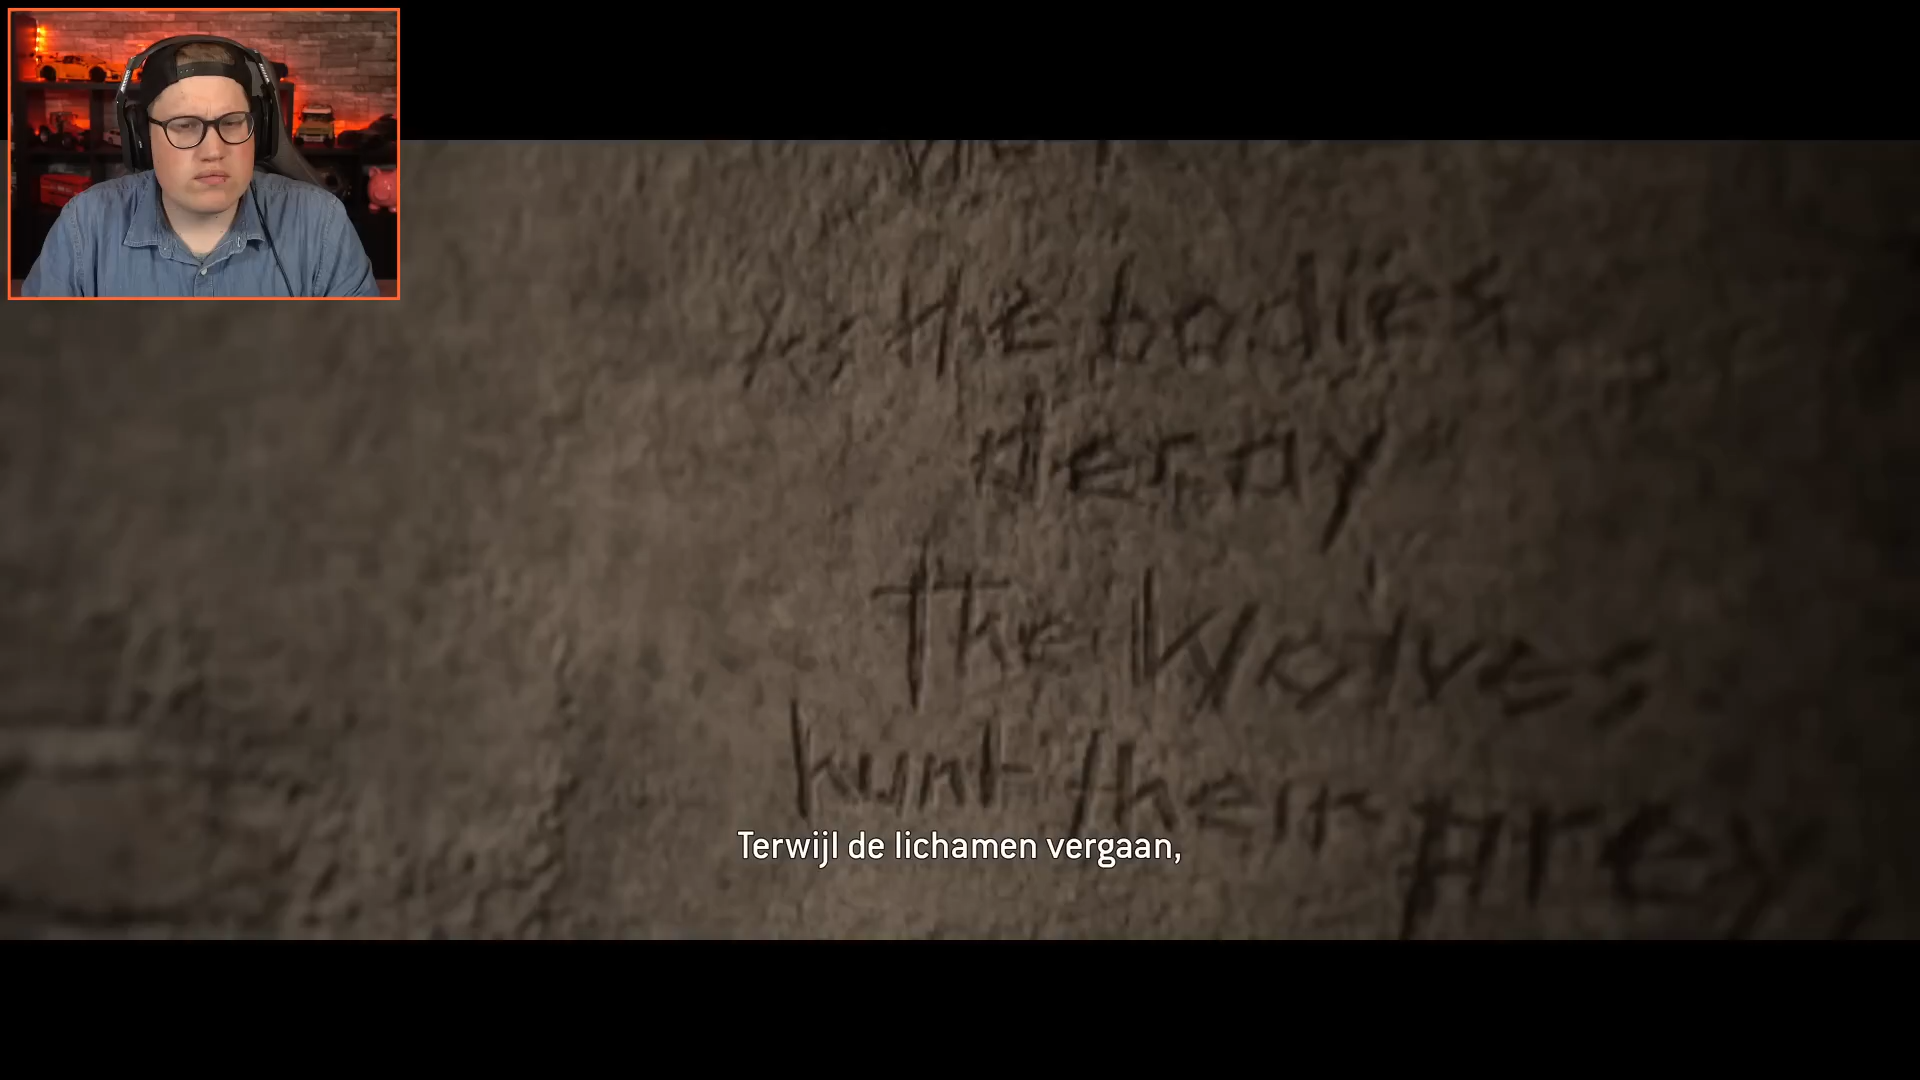 As the bodies
decay
The Wolves
hunt their prey
Terwijl de lichamen vergaan,